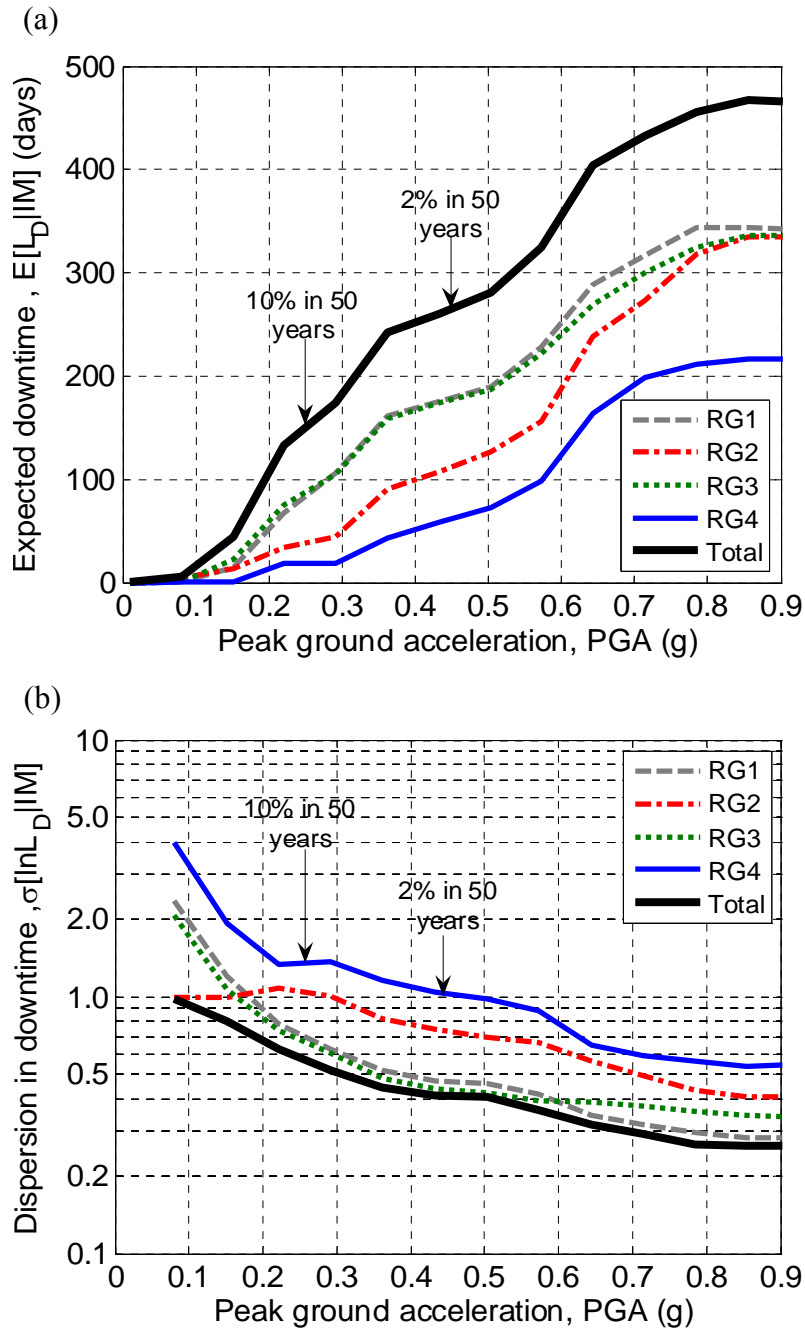 (a)
500
400
300
200
100
0
Expected downtime , E[L_D|IM] (days)
10% in 50
years
2% in 50
years
RG1
RG2
RG3
RG4
Total
0 0.1 0.2 0.3 0.4 0.5 0.6 0.7 0.8 0.9
Peak ground acceleration, PGA (g)
(b)
10
5.0
2.0
1.0
0.5
0.2
0.1
Dispersion in downtime ,σ[lnL_D|IM]
10% in 50
years
2% in 50
years
RG1
RG2
RG3
RG4
Total
0 0.1 0.2 0.3 0.4 0.5 0.6 0.7 0.8 0.9
Peak ground acceleration, PGA (g)